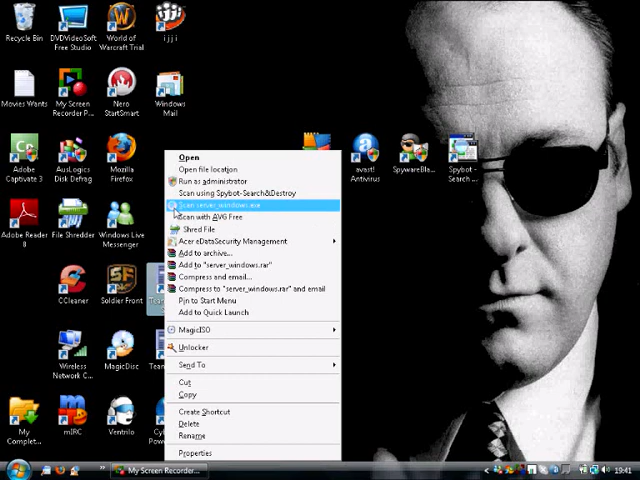 Recycle Bin
DVDVideoSoft
Free Studio
World of
Warcraft Trial
i j j i
Movies Wants
My Screen
Recorder P...
Nero
StartSmart
Windows
Mail
Adobe
Captivate 3
AusLogics
Disk Defrag
Mozilla
Firefox
avast!
Antivirus
SpywareBla...
Spybot -
Search ...
Adobe Reader
8
File Shredder
Windows Live
Messenger
CCleaner
Soldier Front
Wireless
Network C...
MagicDisc
My
Complet...
mIRC
Ventrilo
Open
Open file location
Run as administrator
Scan using Spybot-Search&Destroy
Scan server_windows.exe
Scan with AVG Free
Shred File
Acer eDataSecurity Management
Add to archive...
Add to "server_windows.rar"
Compress and email...
Compress to "server_windows.rar" and email
Pin to Start Menu
Add to Quick Launch
MagicISO
Unlocker
Send To
Cut
Copy
Create Shortcut
Delete
Rename
Properties
My Screen Recorder...
19:41